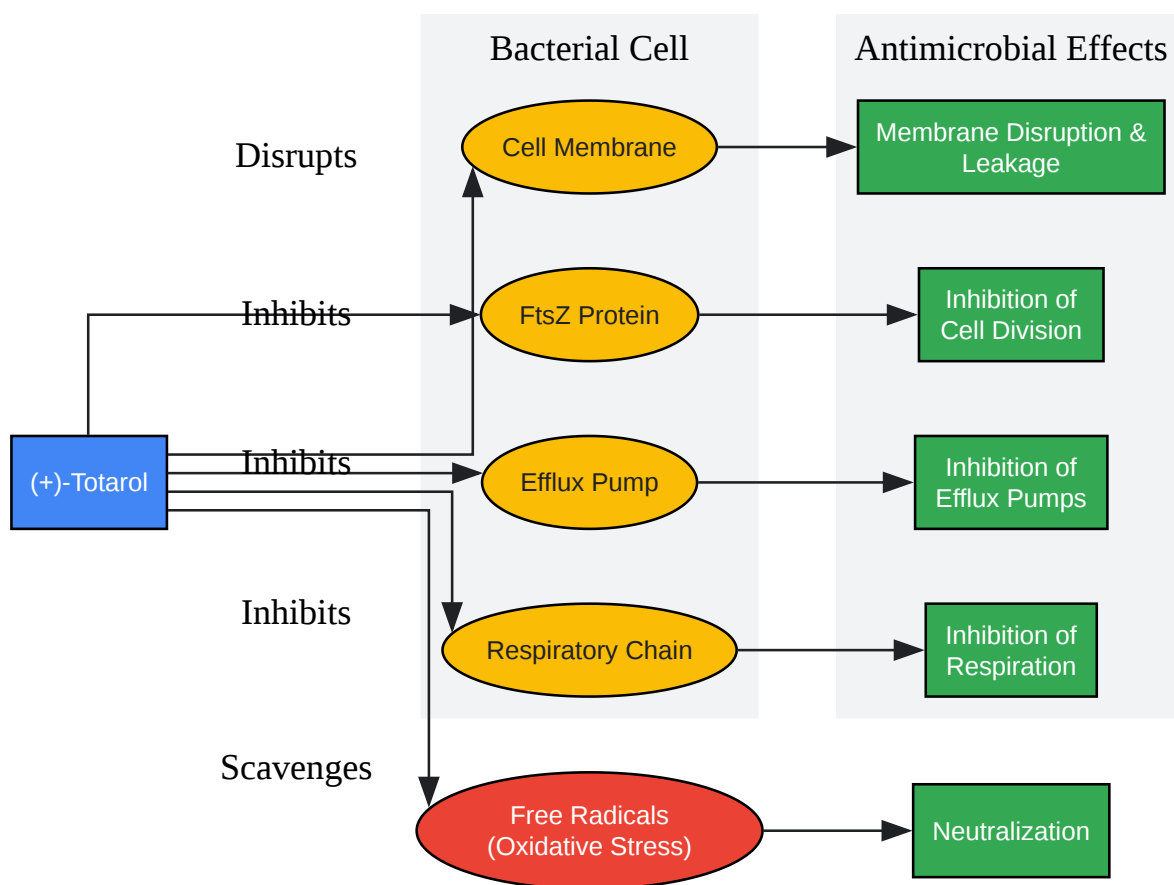 Bacterial Cell
Antimicrobial Effects
Disrupts
Cell Membrane
Membrane Disruption &
Leakage
Inhibits
FtsZ Protein
Inhibition of
Cell Division
(+)-Totarol
Inhibits
Efflux Pump
Inhibition of
Efflux Pumps
Inhibits
Respiratory Chain
Inhibition of
Respiration
Scavenges
Free Radicals
(Oxidative Stress)
Neutralization